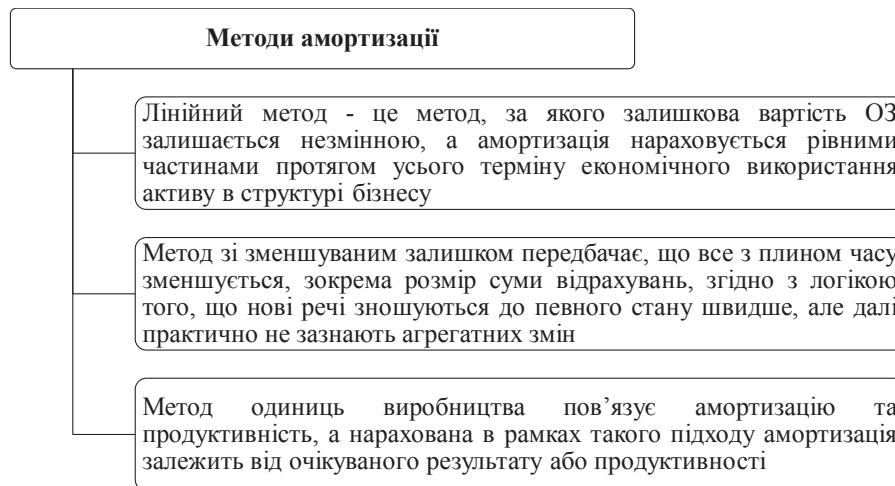 Методи амортизації
Лінійний метод - це метод, за якого залишкова вартість ОЗ
залишається незмінною, а амортизація нараховується рівними
частинами протягом усього терміну економічного використання
активу в структурі бізнесу
Метод зі зменшуваним залишком передбачає, що все з плином часу
зменшується, зокрема розмір суми відрахувань, згідно з логікою
того, що нові речі зношуються до певного стану швидше, але далі
практично не зазнають агрегатних змін
Метод одиниць виробництва пов’язує амортизацію та
продуктивність, а нарахована в рамках такого підходу амортизація
залежить від очікуваного результату або продуктивності